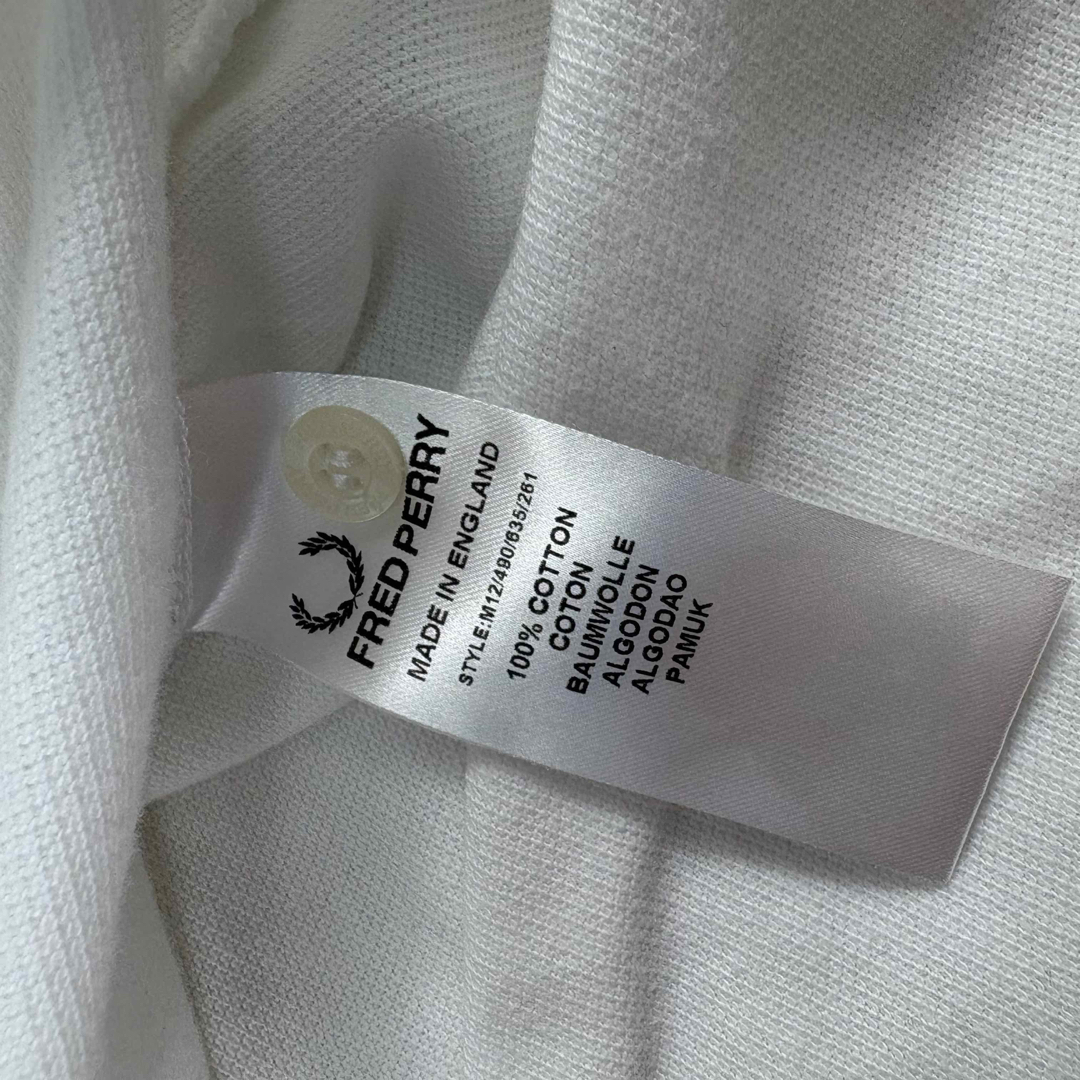 FRED PERRY
MADE IN ENGLAND
STYLE:M12/490/635/261
100% COTTON
COTON
BAUMWOLLE
ALGODON
ALGODAO
PAMUK